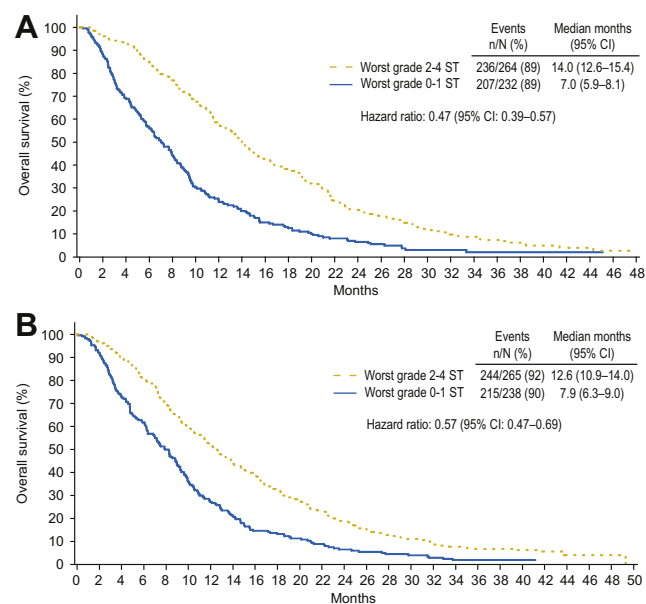 A
Events Median months
n/N (%) (95% CI)
Worst grade 2-4 ST 236/264 (89) 14.0 (12.6–15.4)
Worst grade 0-1 ST 207/232 (89) 7.0 (5.9–8.1)
Hazard ratio: 0.47 (95% CI: 0.39–0.57)
Overall survival (%)
100
90
80
70
60
50
40
30
20
10
0
0 2 4 6 8 10 12 14 16 18 20 22 24 26 28 30 32 34 36 38 40 42 44 46 48
Months
B
Events Median months
n/N (%) (95% CI)
Worst grade 2-4 ST 244/265 (92) 12.6 (10.9–14.0)
Worst grade 0-1 ST 215/238 (90) 7.9 (6.3–9.0)
Hazard ratio: 0.57 (95% CI: 0.47–0.69)
Overall survival (%)
100
90
80
70
60
50
40
30
20
10
0
0 2 4 6 8 10 12 14 16 18 20 22 24 26 28 30 32 34 36 38 40 42 44 46 48 50
Months